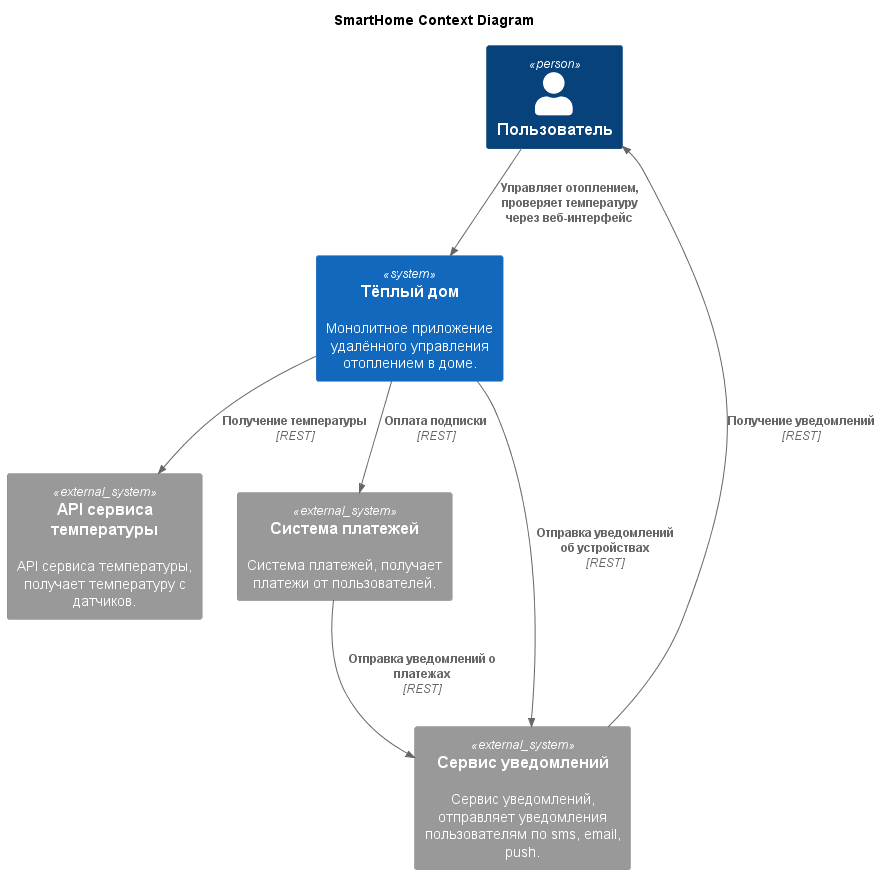 SmartHome Context Diagram
«person»
Пользователь
Управляет отоплением,
проверяет температуру
через веб-интерфейс
«system»
Тёплый дом
Монолитное приложение
удалённого управления
отоплением в доме.
Получение температуры
[REST]
Оплата подписки
[REST]
Получение уведомлений
[REST]
«external_system»
API сервиса
температуры
API сервиса температуры,
получает температуру с
датчиков.
«external_system»
Система платежей
Система платежей, получает
платежи от пользователей.
Отправка уведомлений
об устройствах
[REST]
Отправка уведомлений о
платежах
[REST]
«external_system»
Сервис уведомлений
Сервис уведомлений,
отправляет уведомления
пользователям по sms, email,
push.